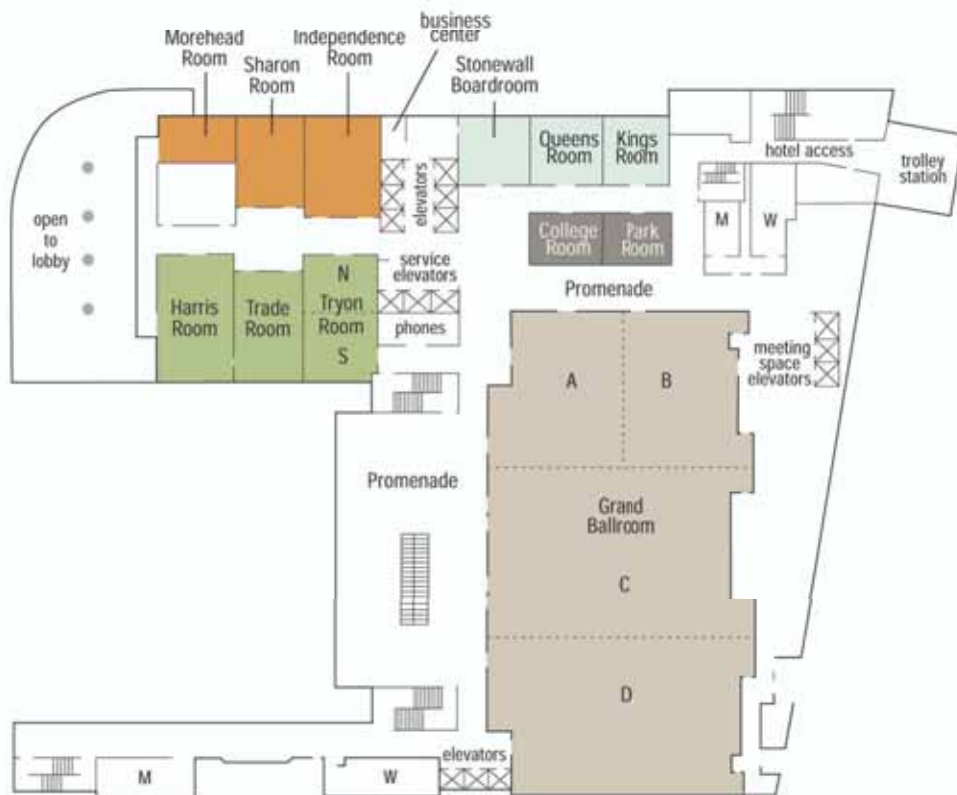 business
center
Morehead
Room
Independence
Room
Sharon
Room
Stonewall
Boardroom
Queens
Room
Kings
Room
hotel access
trolley
station
elevators
open
to
lobby
M
W
College
Room
Park
Room
service
elevators
N
Promenade
Harris
Room
Trade
Room
Tryon
Room
S
phones
A
B
meeting
space
elevators
Promenade
Grand
Ballroom
C
D
elevators
M
W